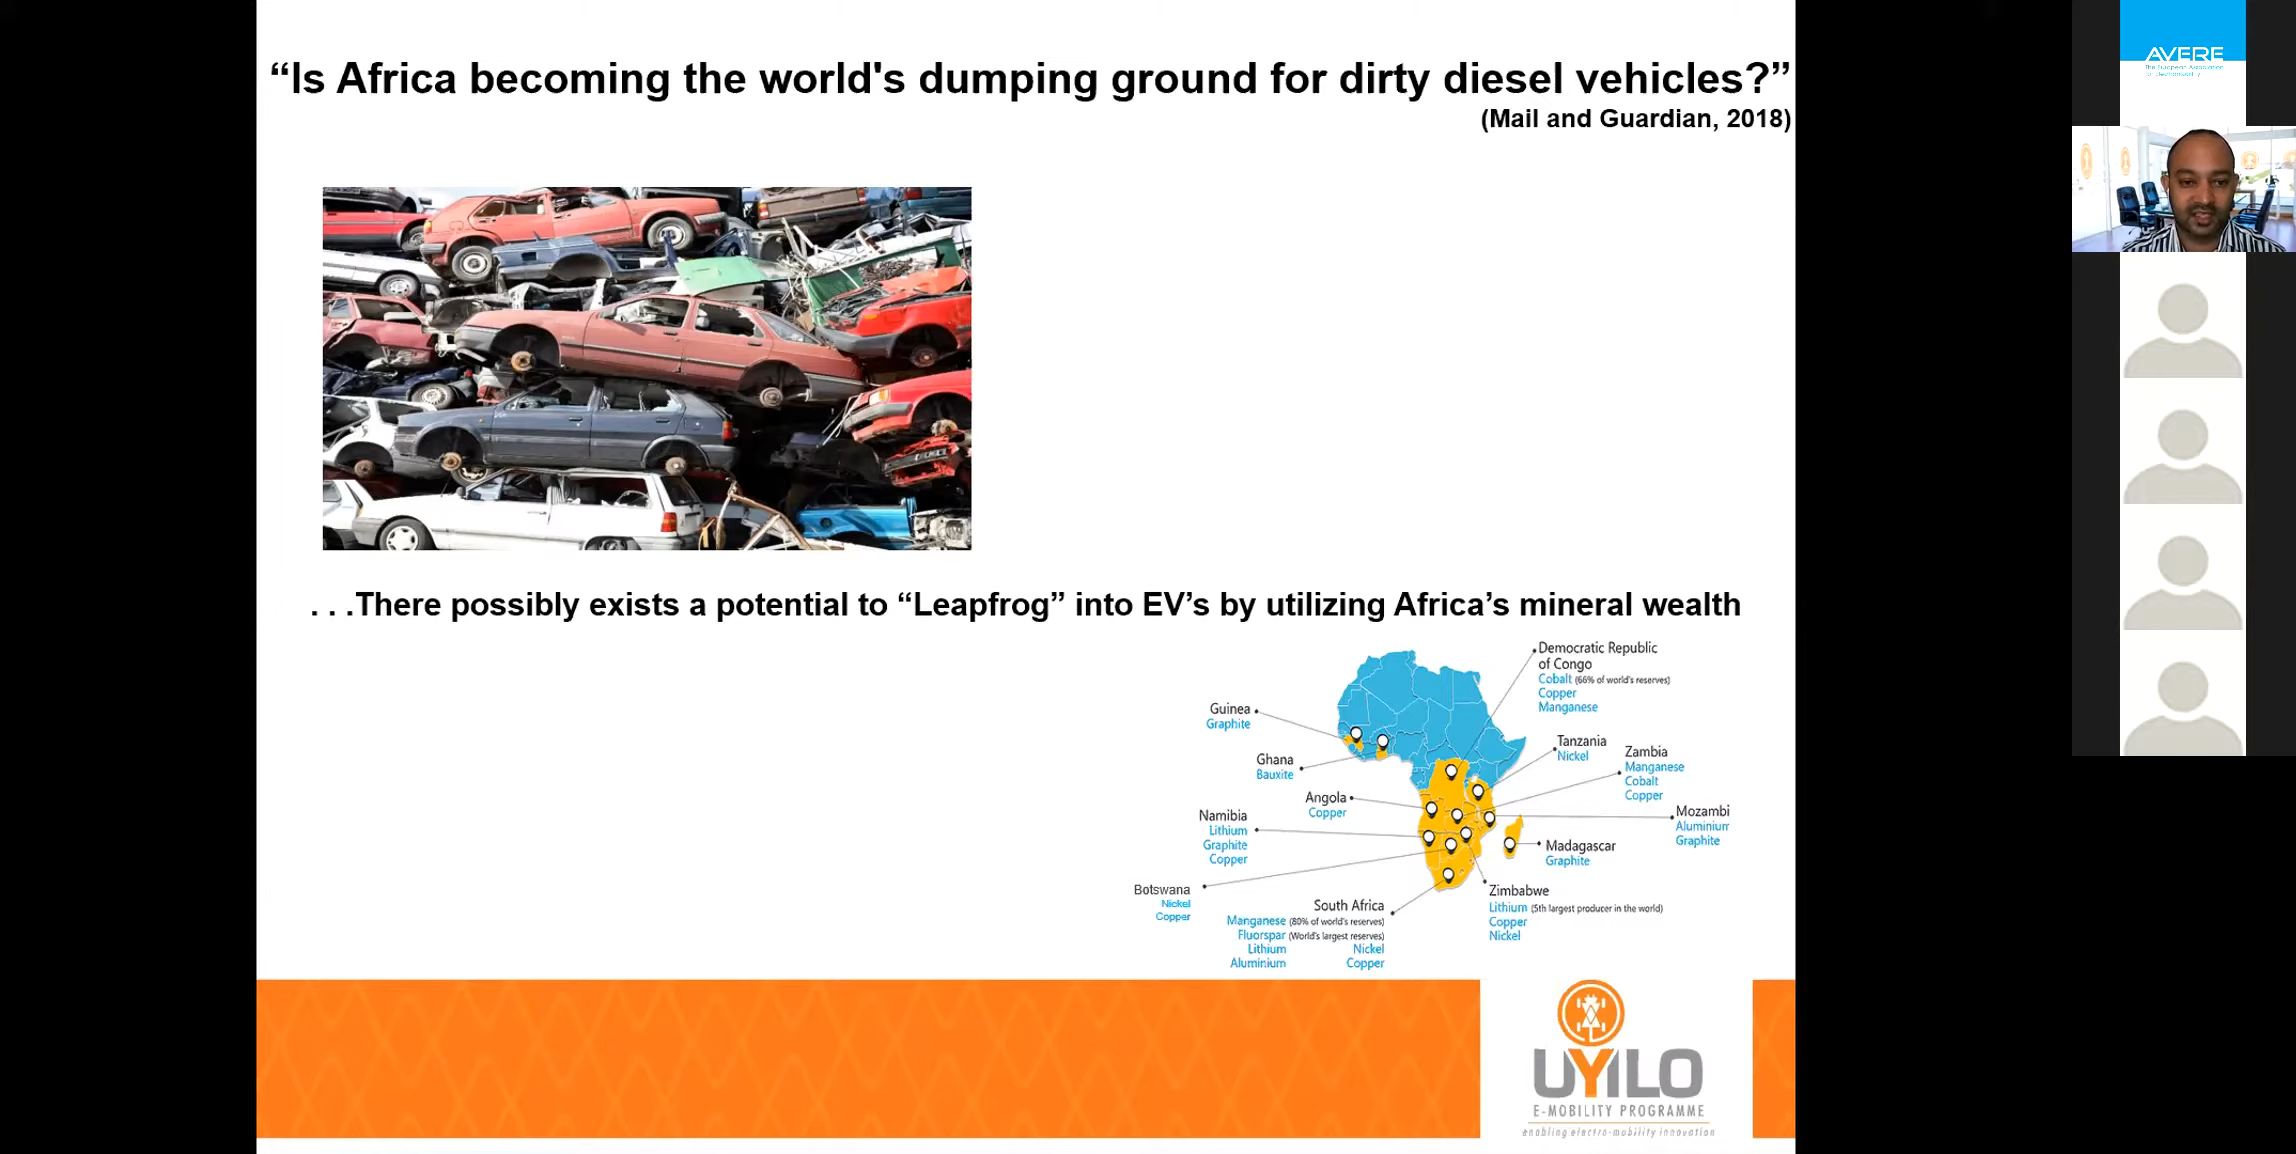 “Is Africa becoming the world's dumping ground for dirty diesel vehicles?”
(Mail and Guardian, 2018)
. . .There possibly exists a potential to “Leapfrog” into EV’s by utilizing Africa’s mineral wealth
Democratic Republic
of Congo
Cobalt (66% of world's reserves)
Copper
Manganese
Guinea
Graphite
Ghana
Bauxite
Tanzania
Nickel
Zambia
Manganese
Cobalt
Copper
Angola
Copper
Namibia
Lithium
Graphite
Copper
Mozambi
Aluminium
Graphite
Madagascar
Graphite
Botswana
Nickel
Copper
South Africa
Manganese (80% of world's reserves)
Fluorspar (World's largest reserves)
Lithium Nickel
Aluminium Copper
Zimbabwe
Lithium (5th largest producer in the world)
Copper
Nickel
UYILO
E-MOBILITY PROGRAMME
enabling electro-mobility innovation
AVERE
The European Association
for Electromobility